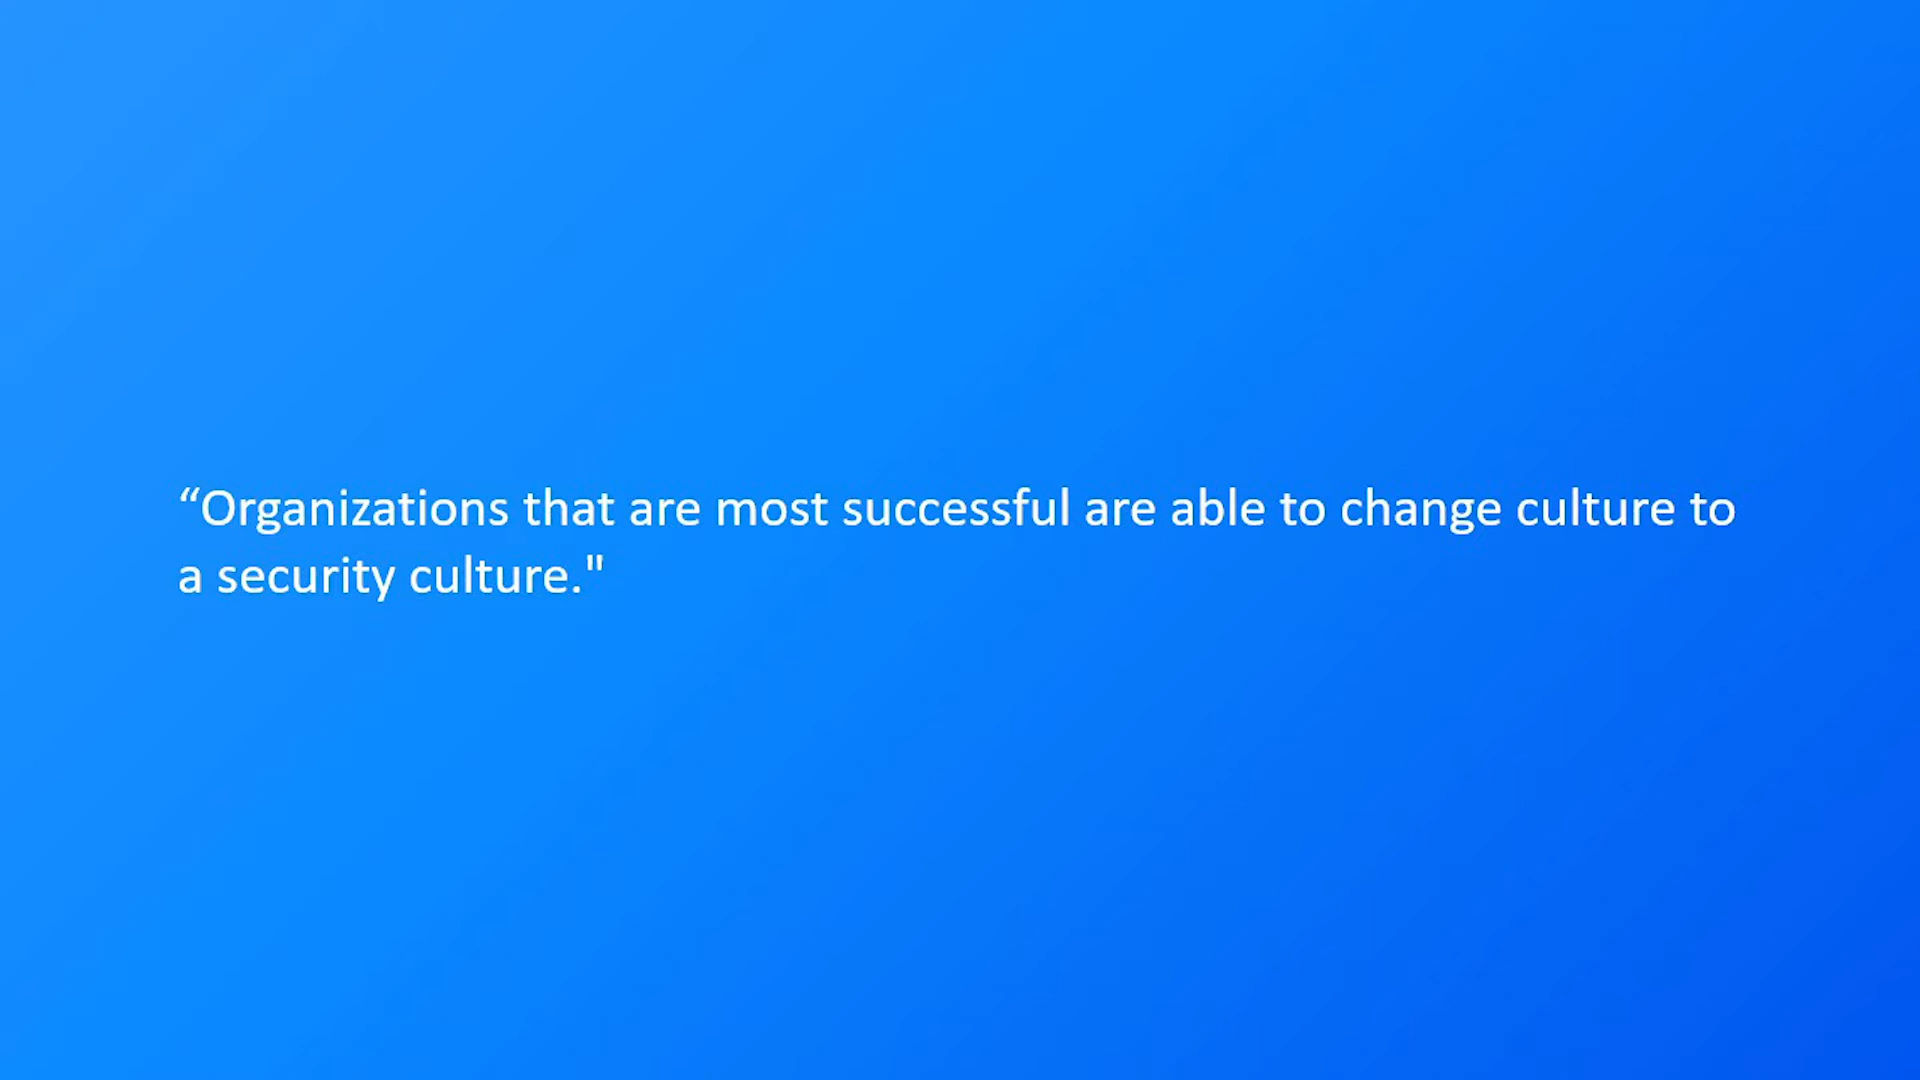 “Organizations that are most successful are able to change culture to
a security culture."